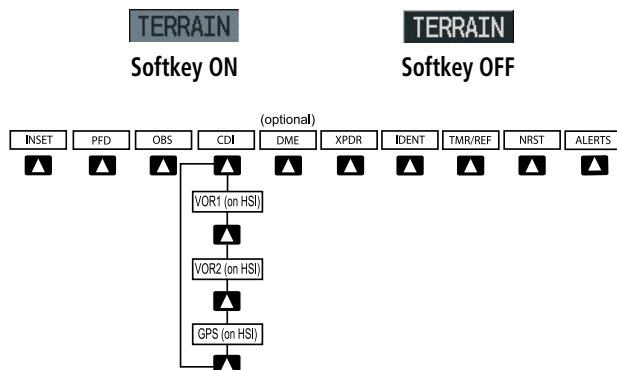 TERRAIN TERRAIN
Softkey ON Softkey OFF
(optional)
INSET PFD OBS CDI DME XPDR IDENT TMR/REF NRST ALERTS
VOR1 (on HSI)
VOR2 (on HSI)
GPS (on HSI)